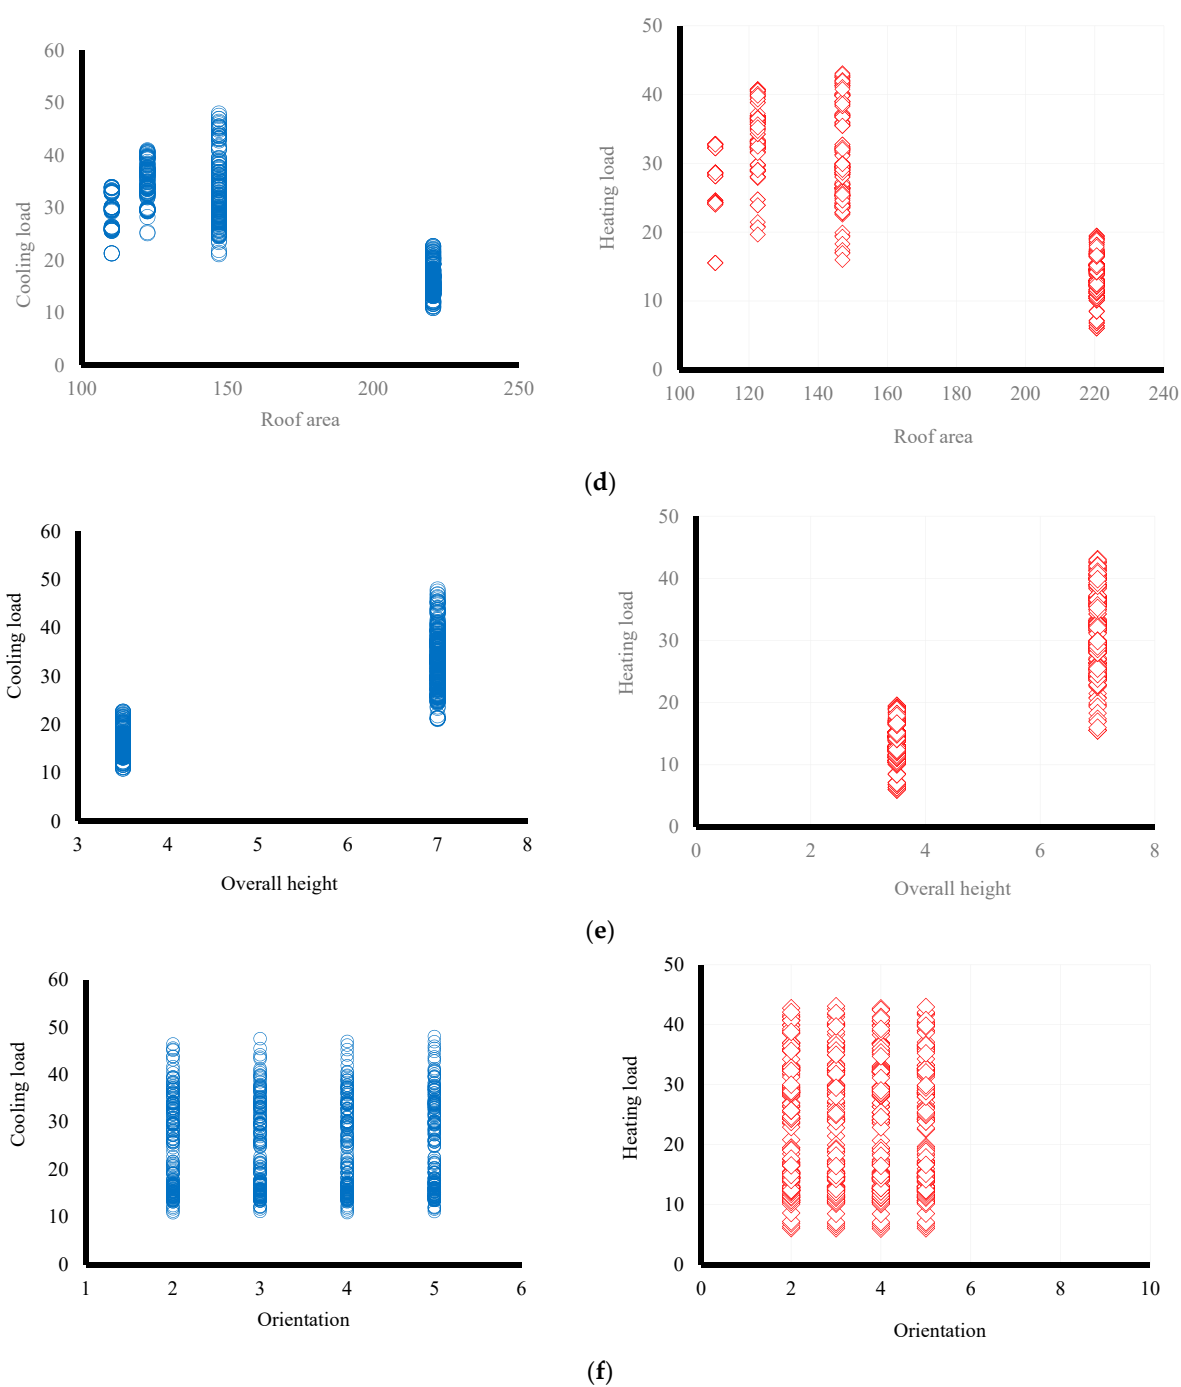 60
50
40
30
20
10
0
Cooling load
100 150 200 250
Roof area
50
40
30
20
10
0
Heating load
100 120 140 160 180 200 220 240
Roof area
(d)
60
50
40
30
20
10
0
Cooling load
3 4 5 6 7 8
Overall height
50
40
30
20
10
0
Heating load
0 2 4 6 8
Overall height
(e)
60
50
40
30
20
10
0
Cooling load
1 2 3 4 5 6
Orientation
50
40
30
20
10
0
Heating load
0 2 4 6 8 10
Orientation
(f)